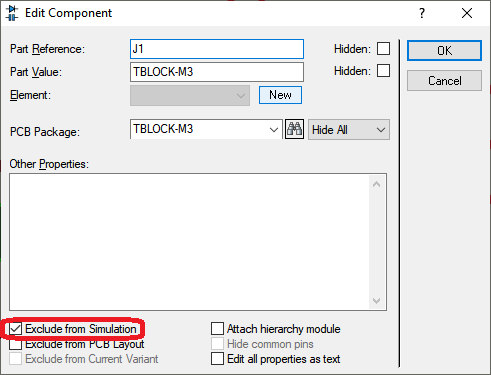 Edit Component
?
Part Reference: J1 Hidden:
OK
Part Value: TBLOCK-M3 Hidden:
Cancel
Element: New
PCB Package: TBLOCK-M3 Hide All
Other Properties:
Exclude from Simulation Attach hierarchy module
Exclude from PCB Layout Hide common pins
Exclude from Current Variant Edit all properties as text